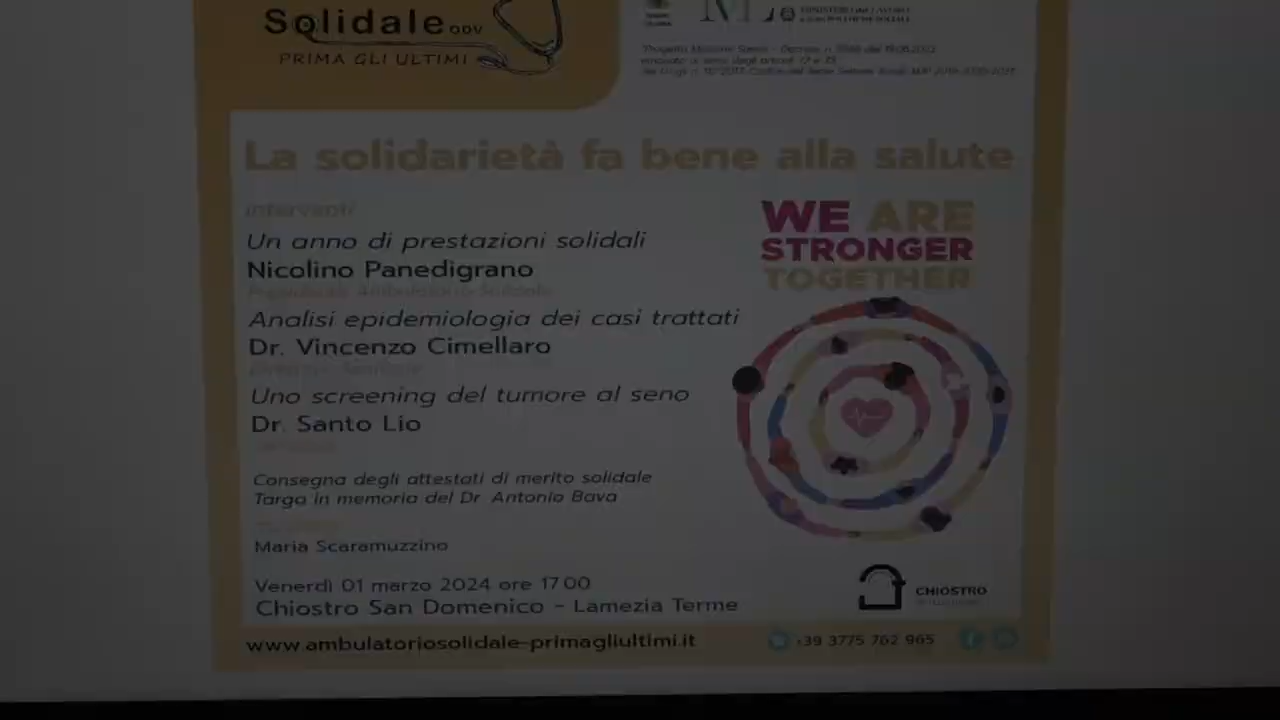 Solidale ODV
PRIMA GLI ULTIMI
La solidarietà fa bene alla salute
interventi
Un anno di prestazioni solidali
Nicolino Panedigrano
Ambulatorio Solidale
Analisi epidemiologia dei casi trattati
Dr. Vincenzo Cimellaro
Uno screening del tumore al seno
Dr. Santo Lio
Consegna degli attestati di merito solidale
Targa in memoria del Dr. Antonio Bava
Maria Scaramuzzino
Venerdì 01 marzo 2024 ore 17.00
Chiostro San Domenico - Lamezia Terme
www.ambulatoriosolidale-primagliultimi.it
WE ARE
STRONGER
TOGETHER
CHIOSTRO
+39 3775 762 965